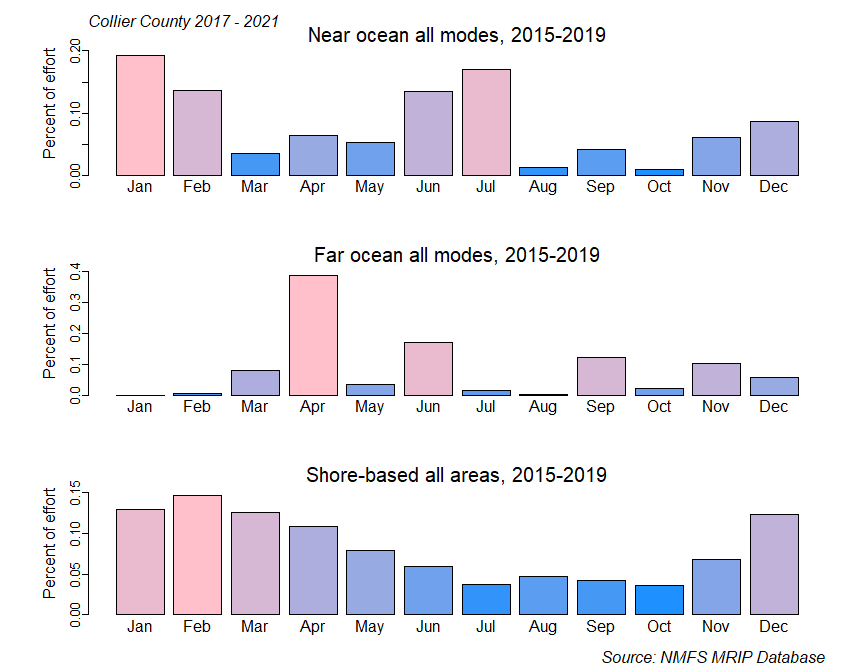 Collier County 2017 - 2021
Near ocean all modes, 2015-2019
Percent of effort
0.20
0.10
0.00
Jan Feb Mar Apr May Jun Jul Aug Sep Oct Nov Dec
Far ocean all modes, 2015-2019
Percent of effort
0.4
0.3
0.2
0.1
0.0
Jan Feb Mar Apr May Jun Jul Aug Sep Oct Nov Dec
Shore-based all areas, 2015-2019
Percent of effort
0.15
0.10
0.05
0.00
Jan Feb Mar Apr May Jun Jul Aug Sep Oct Nov Dec
Source: NMFS MRIP Database